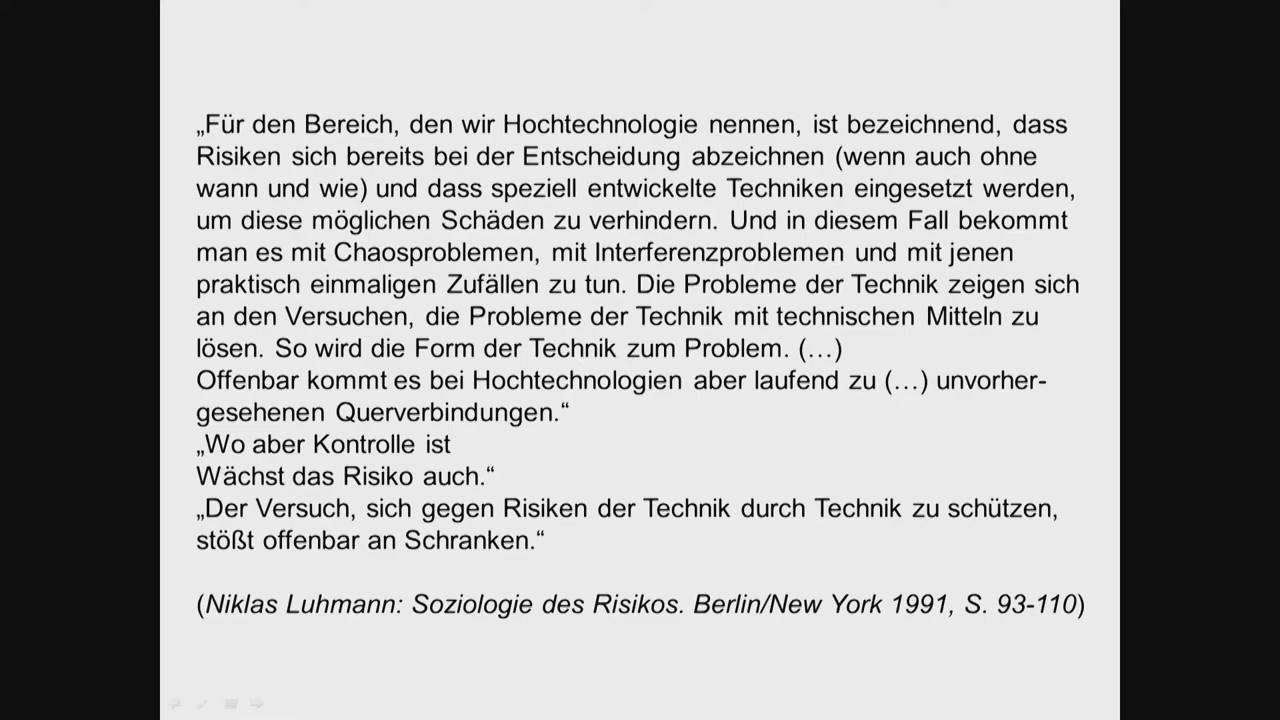 „Für den Bereich, den wir Hochtechnologie nennen, ist bezeichnend, dass
Risiken sich bereits bei der Entscheidung abzeichnen (wenn auch ohne
wann und wie) und dass speziell entwickelte Techniken eingesetzt werden,
um diese möglichen Schäden zu verhindern. Und in diesem Fall bekommt
man es mit Chaosproblemen, mit Interferenzproblemen und mit jenen
praktisch einmaligen Zufällen zu tun. Die Probleme der Technik zeigen sich
an den Versuchen, die Probleme der Technik mit technischen Mitteln zu
lösen. So wird die Form der Technik zum Problem. (…)
Offenbar kommt es bei Hochtechnologien aber laufend zu (…) unvorher-
gesehenen Querverbindungen.“
„Wo aber Kontrolle ist
Wächst das Risiko auch.“
„Der Versuch, sich gegen Risiken der Technik durch Technik zu schützen,
stößt offenbar an Schranken.“
(Niklas Luhmann: Soziologie des Risikos. Berlin/New York 1991, S. 93-110)